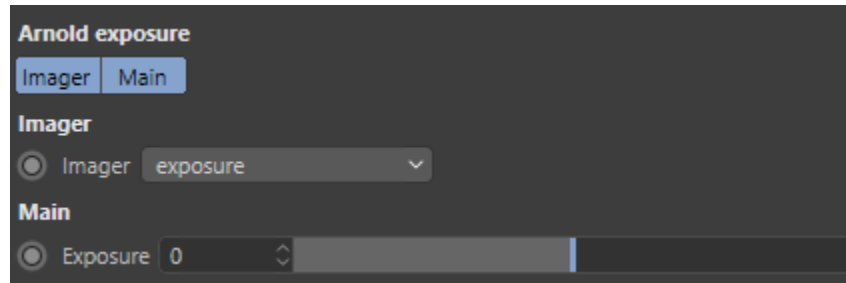 Arnold exposure
Imager Main
Imager
Imager exposure
Main
Exposure 0